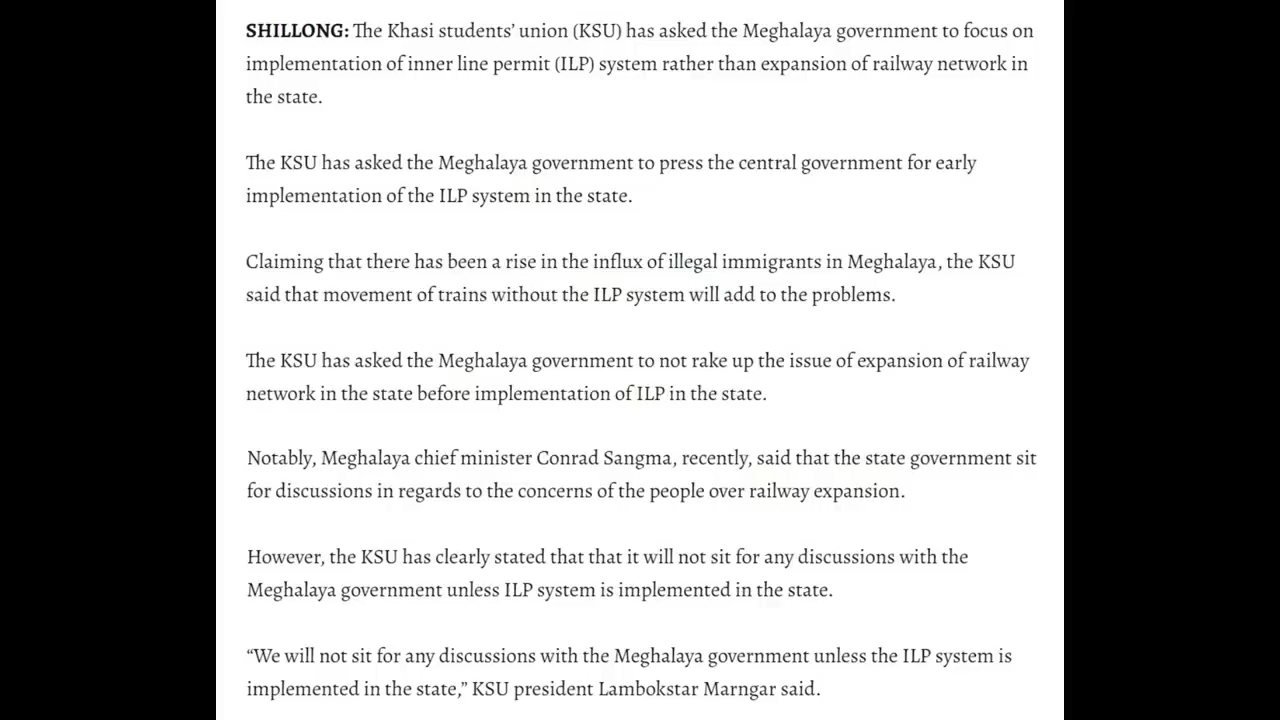 SHILLONG: The Khasi students’ union (KSU) has asked the Meghalaya government to focus on
implementation of inner line permit (ILP) system rather than expansion of railway network in
the state.
The KSU has asked the Meghalaya government to press the central government for early
implementation of the ILP system in the state.
Claiming that there has been a rise in the influx of illegal immigrants in Meghalaya, the KSU
said that movement of trains without the ILP system will add to the problems.
The KSU has asked the Meghalaya government to not rake up the issue of expansion of railway
network in the state before implementation of ILP in the state.
Notably, Meghalaya chief minister Conrad Sangma, recently, said that the state government sit
for discussions in regards to the concerns of the people over railway expansion.
However, the KSU has clearly stated that that it will not sit for any discussions with the
Meghalaya government unless ILP system is implemented in the state.
“We will not sit for any discussions with the Meghalaya government unless the ILP system is
implemented in the state,” KSU president Lambokstar Marngar said.